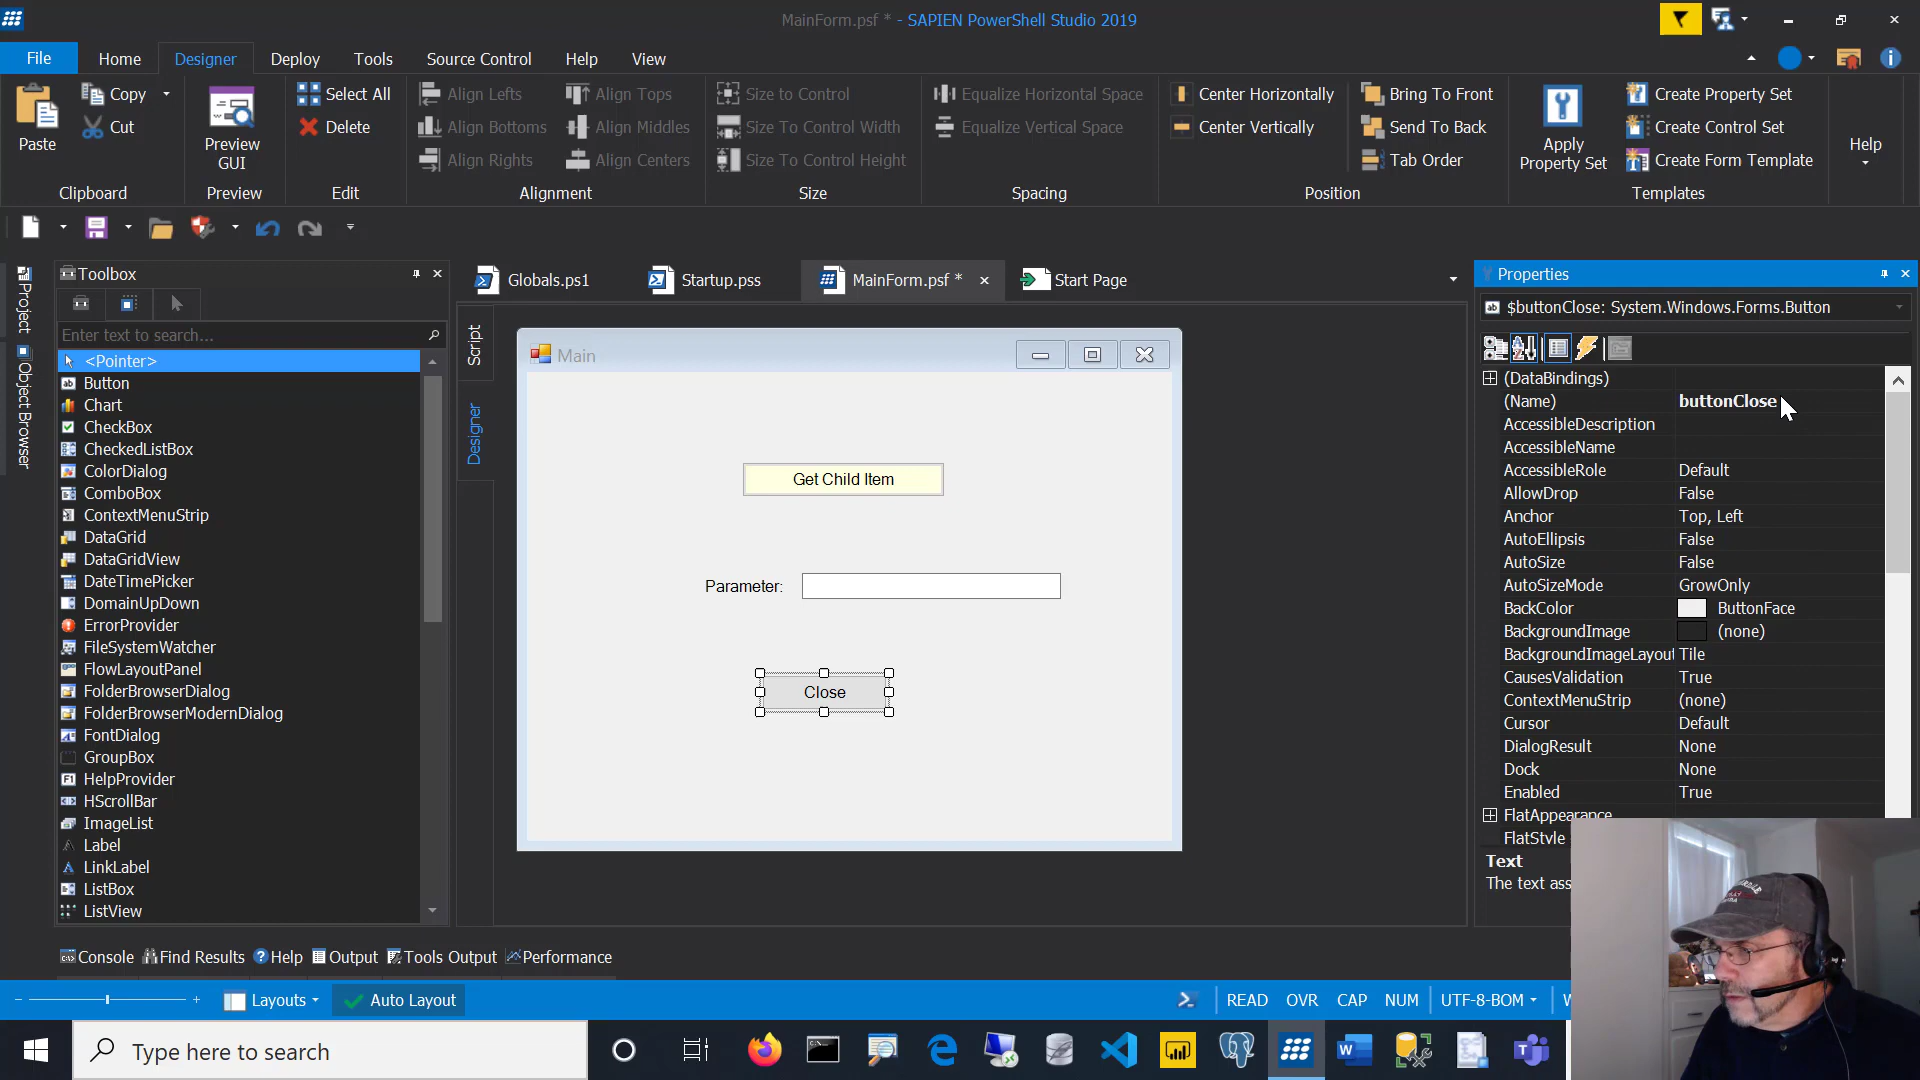 MainForm.psf * - SAPIEN PowerShell Studio 2019
File Home Designer Deploy Tools Source Control Help View
Paste
Copy
Cut
Clipboard
Preview
GUI
Preview
Select All
Delete
Edit
Align Lefts
Align Bottoms
Align Rights
Align Tops
Align Middles
Align Centers
Alignment
Size to Control
Size To Control Width
Size To Control Height
Size
Equalize Horizontal Space
Equalize Vertical Space
Spacing
Center Horizontally
Center Vertically
Bring To Front
Send To Back
Tab Order
Position
Apply
Property Set
Create Property Set
Create Control Set
Create Form Template
Templates
Help
Project
Object Browser
Toolbox
Enter text to search...
<Pointer>
Button
Chart
CheckBox
CheckedListBox
ColorDialog
ComboBox
ContextMenuStrip
DataGrid
DataGridView
DateTimePicker
DomainUpDown
ErrorProvider
FileSystemWatcher
FlowLayoutPanel
FolderBrowserDialog
FolderBrowserModernDialog
FontDialog
GroupBox
HelpProvider
HScrollBar
ImageList
Label
LinkLabel
ListBox
ListView
Globals.ps1
Startup.pss
MainForm.psf *
Start Page
Script
Designer
Main
Get Child Item
Parameter:
Close
Properties
$buttonClose: System.Windows.Forms.Button
(DataBindings)
(Name) buttonClose
AccessibleDescription
AccessibleName
AccessibleRole Default
AllowDrop False
Anchor Top, Left
AutoEllipsis False
AutoSize False
AutoSizeMode GrowOnly
BackColor ButtonFace
BackgroundImage (none)
BackgroundImageLayout Tile
CausesValidation True
ContextMenuStrip (none)
Cursor Default
DialogResult None
Dock None
Enabled True
FlatAppearance
FlatStyle
Text
The text ass
Console Find Results Help Output Tools Output Performance
Layouts Auto Layout READ OVR CAP NUM UTF-8-BOM
Type here to search